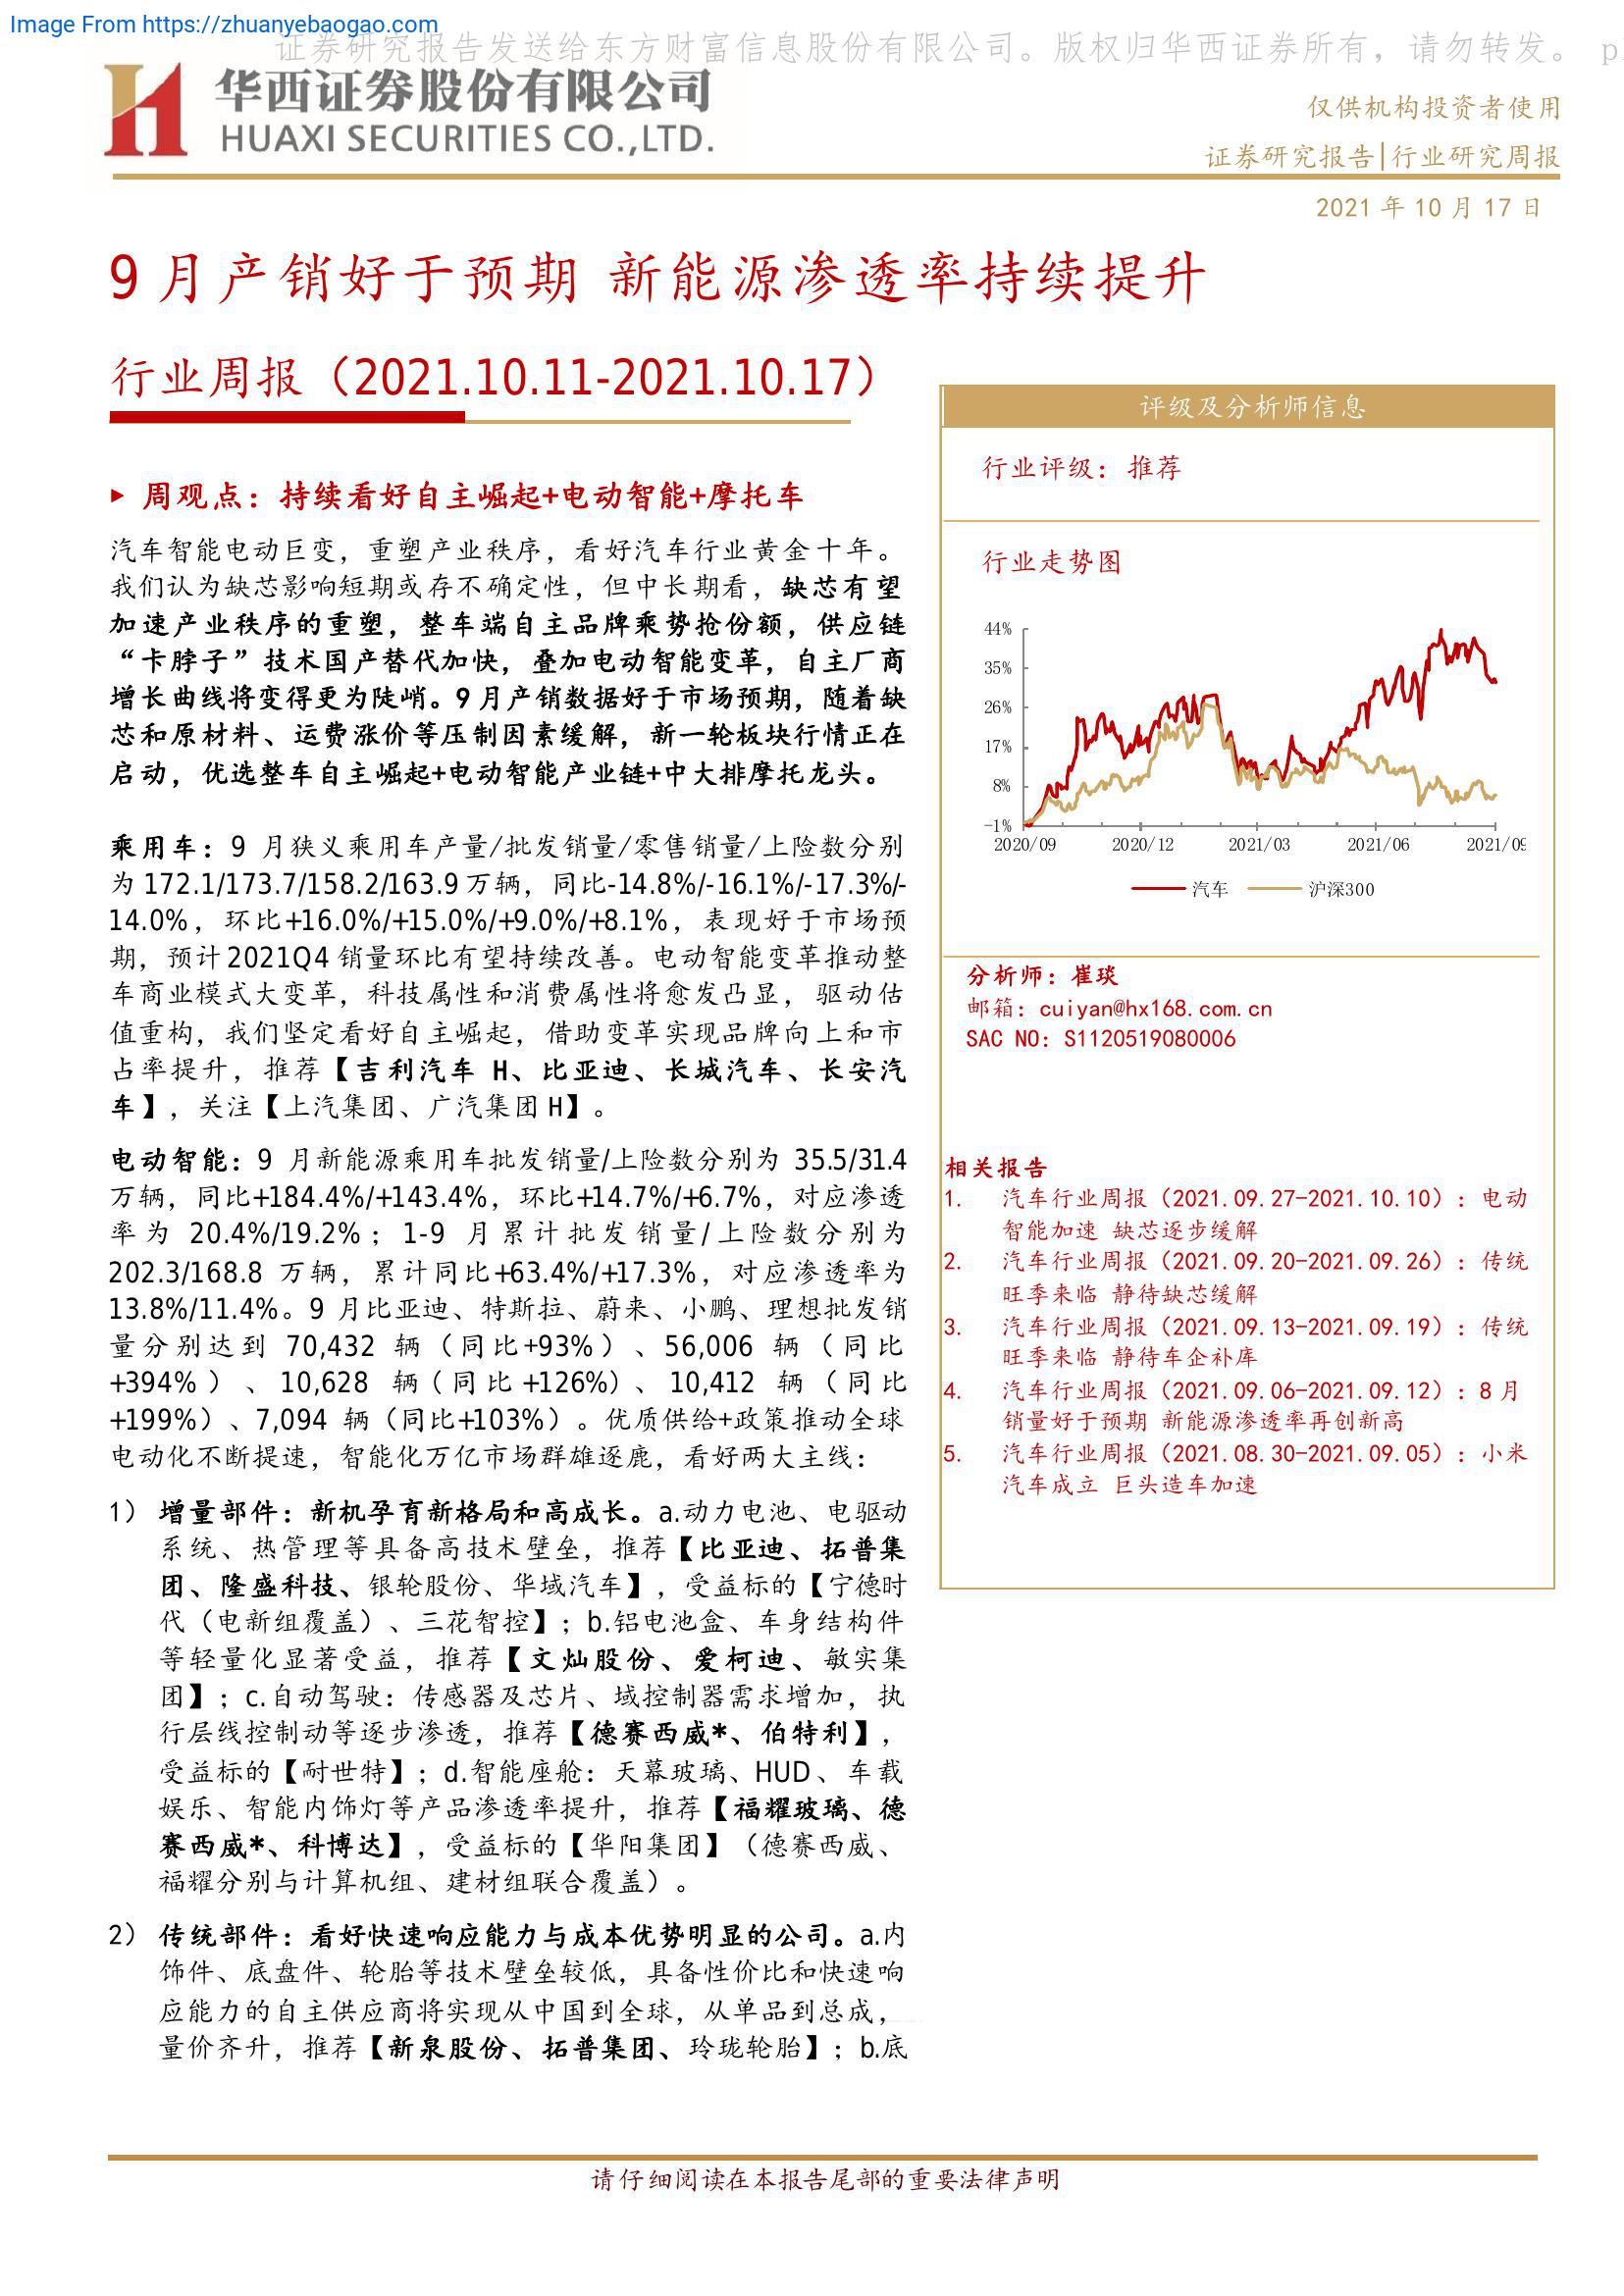 Image From https://zhuanyebaogao.com
证券研究报告发送给东方财富信息股份有限公司。版权归华西证券所有，请勿转发。 p
华西证券股份有限公司
HUAXI SECURITIES CO.,LTD.
仅供机构投资者使用
证券研究报告|行业研究周报
2021 年 10 月 17 日
9 月产销好于预期 新能源渗透率持续提升
行业周报（2021.10.11-2021.10.17）
周观点：持续看好自主崛起+电动智能+摩托车
汽车智能电动巨变，重塑产业秩序，看好汽车行业黄金十年。
我们认为缺芯影响短期或存不确定性，但中长期看，缺芯有望
加速产业秩序的重塑，整车端自主品牌乘势抢份额，供应链
“卡脖子”技术国产替代加快，叠加电动智能变革，自主厂商
增长曲线将变得更为陡峭。9 月产销数据好于市场预期，随着缺
芯和原材料、运费涨价等压制因素缓解，新一轮板块行情正在
启动，优选整车自主崛起+电动智能产业链+中大排摩托龙头。
乘用车：9 月狭义乘用车产量/批发销量/零售销量/上险数分别
为 172.1/173.7/158.2/163.9 万辆，同比-14.8%/-16.1%/-17.3%/-
14.0%，环比+16.0%/+15.0%/+9.0%/+8.1%，表现好于市场预
期，预计 2021Q4 销量环比有望持续改善。电动智能变革推动整
车商业模式大变革，科技属性和消费属性将愈发凸显，驱动估
值重构，我们坚定看好自主崛起，借助变革实现品牌向上和市
占率提升，推荐【吉利汽车 H、比亚迪、长城汽车、长安汽
车】，关注【上汽集团、广汽集团 H】。
电动智能：9 月新能源乘用车批发销量/上险数分别为 35.5/31.4
万辆，同比+184.4%/+143.4%，环比+14.7%/+6.7%，对应渗透
率为 20.4%/19.2%；1-9 月累计批发销量/上险数分别为
202.3/168.8 万辆，累计同比+63.4%/+17.3%，对应渗透率为
13.8%/11.4%。9 月比亚迪、特斯拉、蔚来、小鹏、理想批发销
量分别达到 70,432 辆（同比+93%）、56,006 辆（同比
+394%）、10,628 辆(同比+126%)、10,412 辆（同比
+199%）、7,094 辆（同比+103%）。优质供给+政策推动全球
电动化不断提速，智能化万亿市场群雄逐鹿，看好两大主线：
1） 增量部件：新机孕育新格局和高成长。a.动力电池、电驱动
系统、热管理等具备高技术壁垒，推荐【比亚迪、拓普集
团、隆盛科技、银轮股份、华域汽车】，受益标的【宁德时
代（电新组覆盖）、三花智控】；b.铝电池盒、车身结构件
等轻量化显著受益，推荐【文灿股份、爱柯迪、敏实集
团】；c.自动驾驶：传感器及芯片、域控制器需求增加，执
行层线控制动等逐步渗透，推荐【德赛西威*、伯特利】，
受益标的【耐世特】；d.智能座舱：天幕玻璃、HUD、车载
娱乐、智能内饰灯等产品渗透率提升，推荐【福耀玻璃、德
赛西威*、科博达】，受益标的【华阳集团】（德赛西威、
福耀分别与计算机组、建材组联合覆盖）。
2） 传统部件：看好快速响应能力与成本优势明显的公司。a.内
饰件、底盘件、轮胎等技术壁垒较低，具备性价比和快速响
应能力的自主供应商将实现从中国到全球，从单品到总成，
量价齐升，推荐【新泉股份、拓普集团、玲珑轮胎】；b.底
评级及分析师信息
行业评级：推荐
行业走势图
44%
35%
26%
17%
8%
-1%
2020/09 2020/12 2021/03 2021/06 2021/09
汽车 沪深300
分析师：崔琰
邮箱：cuiyan@hx168.com.cn
SAC NO：S1120519080006
相关报告
1. 汽车行业周报（2021.09.27-2021.10.10）：电动
智能加速 缺芯逐步缓解
2. 汽车行业周报（2021.09.20-2021.09.26）：传统
旺季来临 静待缺芯缓解
3. 汽车行业周报（2021.09.13-2021.09.19）：传统
旺季来临 静待车企补库
4. 汽车行业周报（2021.09.06-2021.09.12）：8 月
销量好于预期 新能源渗透率再创新高
5. 汽车行业周报（2021.08.30-2021.09.05）：小米
汽车成立 巨头造车加速
请仔细阅读在本报告尾部的重要法律声明